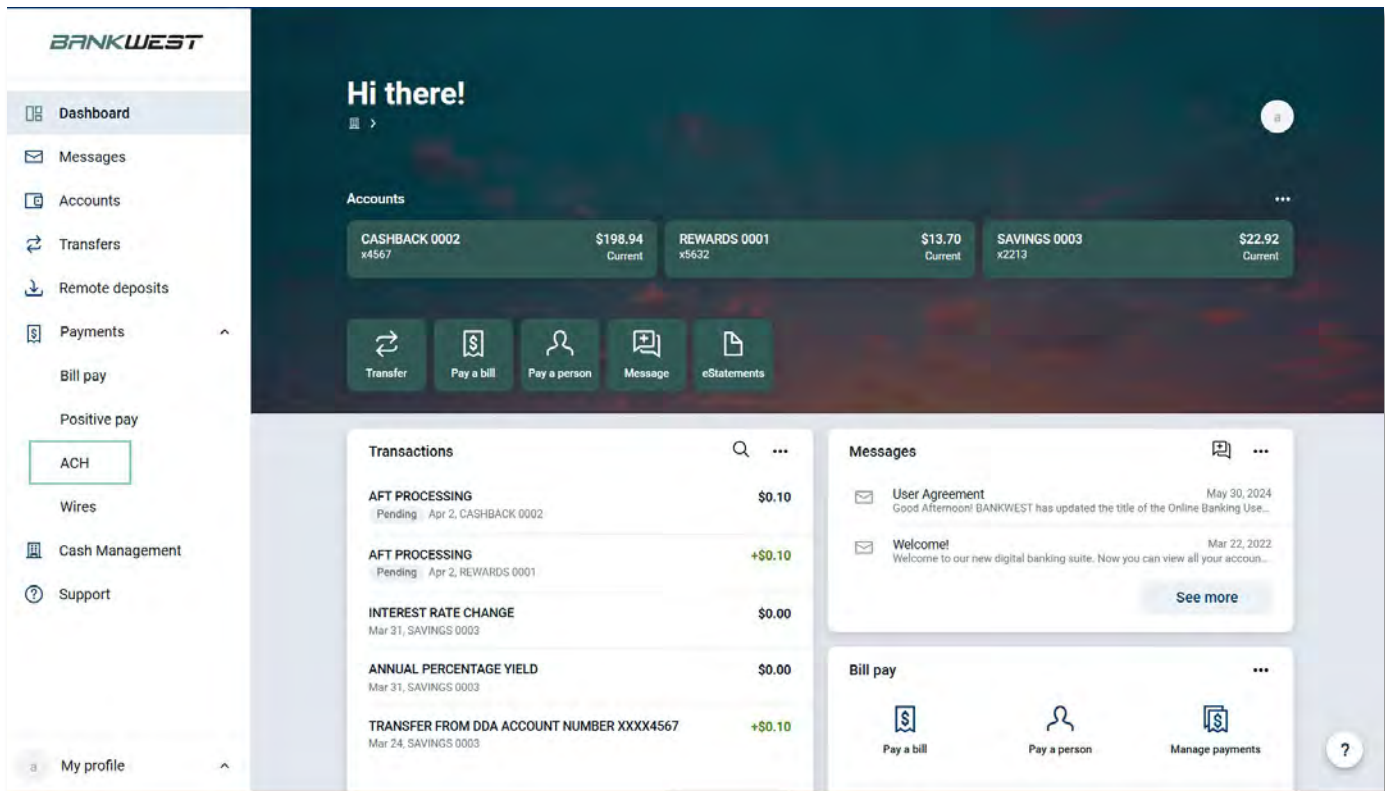 BANKWEST
Dashboard
Messages
Accounts
Transfers
Remote deposits
Payments
Bill pay
Positive pay
ACH
Wires
Cash Management
Support
a My profile
Hi there!
a
Accounts
CASHBACK 0002 $198.94
x4567 Current
REWARDS 0001 $13.70
x5632 Current
SAVINGS 0003 $22.92
x2213 Current
Transfer
Pay a bill
Pay a person
Message
eStatements
Transactions
AFT PROCESSING $0.10
Pending Apr 2, CASHBACK 0002
AFT PROCESSING +$0.10
Pending Apr 2, REWARDS 0001
INTEREST RATE CHANGE $0.00
Mar 31, SAVINGS 0003
ANNUAL PERCENTAGE YIELD $0.00
Mar 31, SAVINGS 0003
TRANSFER FROM DDA ACCOUNT NUMBER XXXX4567 +$0.10
Mar 24, SAVINGS 0003
Messages
User Agreement May 30, 2024
Good Afternoon! BANKWEST has updated the title of the Online Banking Use...
Welcome! Mar 22, 2022
Welcome to our new digital banking suite. Now you can view all your accoun...
See more
Bill pay
Pay a bill
Pay a person
Manage payments
?